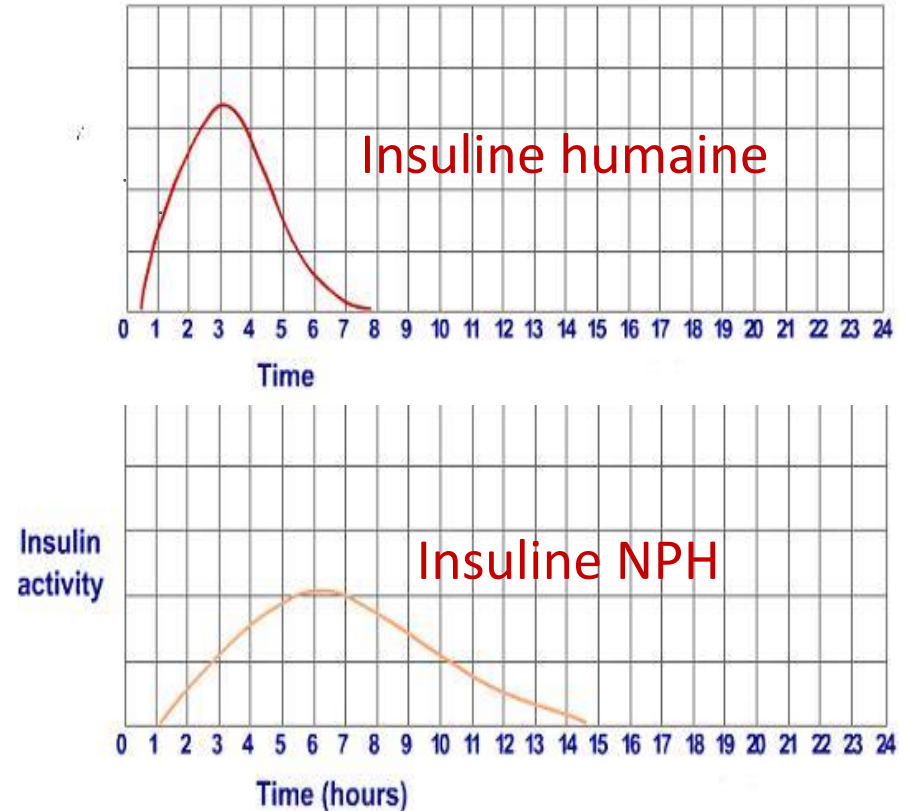 Insuline humaine
0 1 2 3 4 5 6 7 8 9 10 11 12 13 14 15 16 17 18 19 20 21 22 23 24
Time
Insulin
activity
Insuline NPH
0 1 2 3 4 5 6 7 8 9 10 11 12 13 14 15 16 17 18 19 20 21 22 23 24
Time (hours)